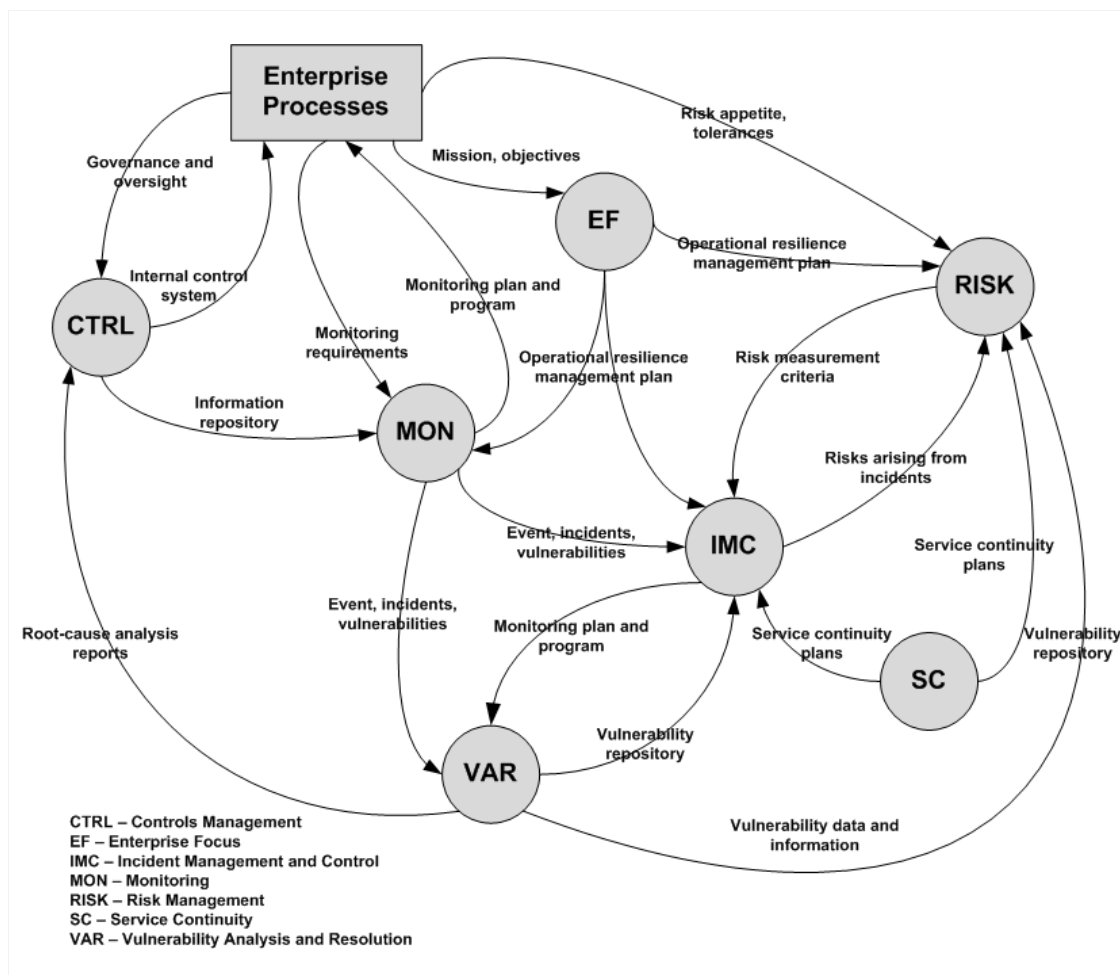 Enterprise
Processes
Risk appetite,
tolerances
Governance and
oversight
Mission, objectives
EF
Operational resilience
management plan
RISK
Internal control
system
Monitoring plan and
program
CTRL
Monitoring
requirements
Operational resilience
management plan
Risk measurement
criteria
Information
repository
MON
Risks arising from
incidents
Event, incidents,
vulnerabilities
IMC
Service continuity
plans
Event, incidents,
vulnerabilities
Root-cause analysis
reports
Monitoring plan and
program
Service continuity
plans
SC
Vulnerability
repository
Vulnerability
repository
VAR
Vulnerability data and
information
CTRL – Controls Management
EF – Enterprise Focus
IMC – Incident Management and Control
MON – Monitoring
RISK – Risk Management
SC – Service Continuity
VAR – Vulnerability Analysis and Resolution